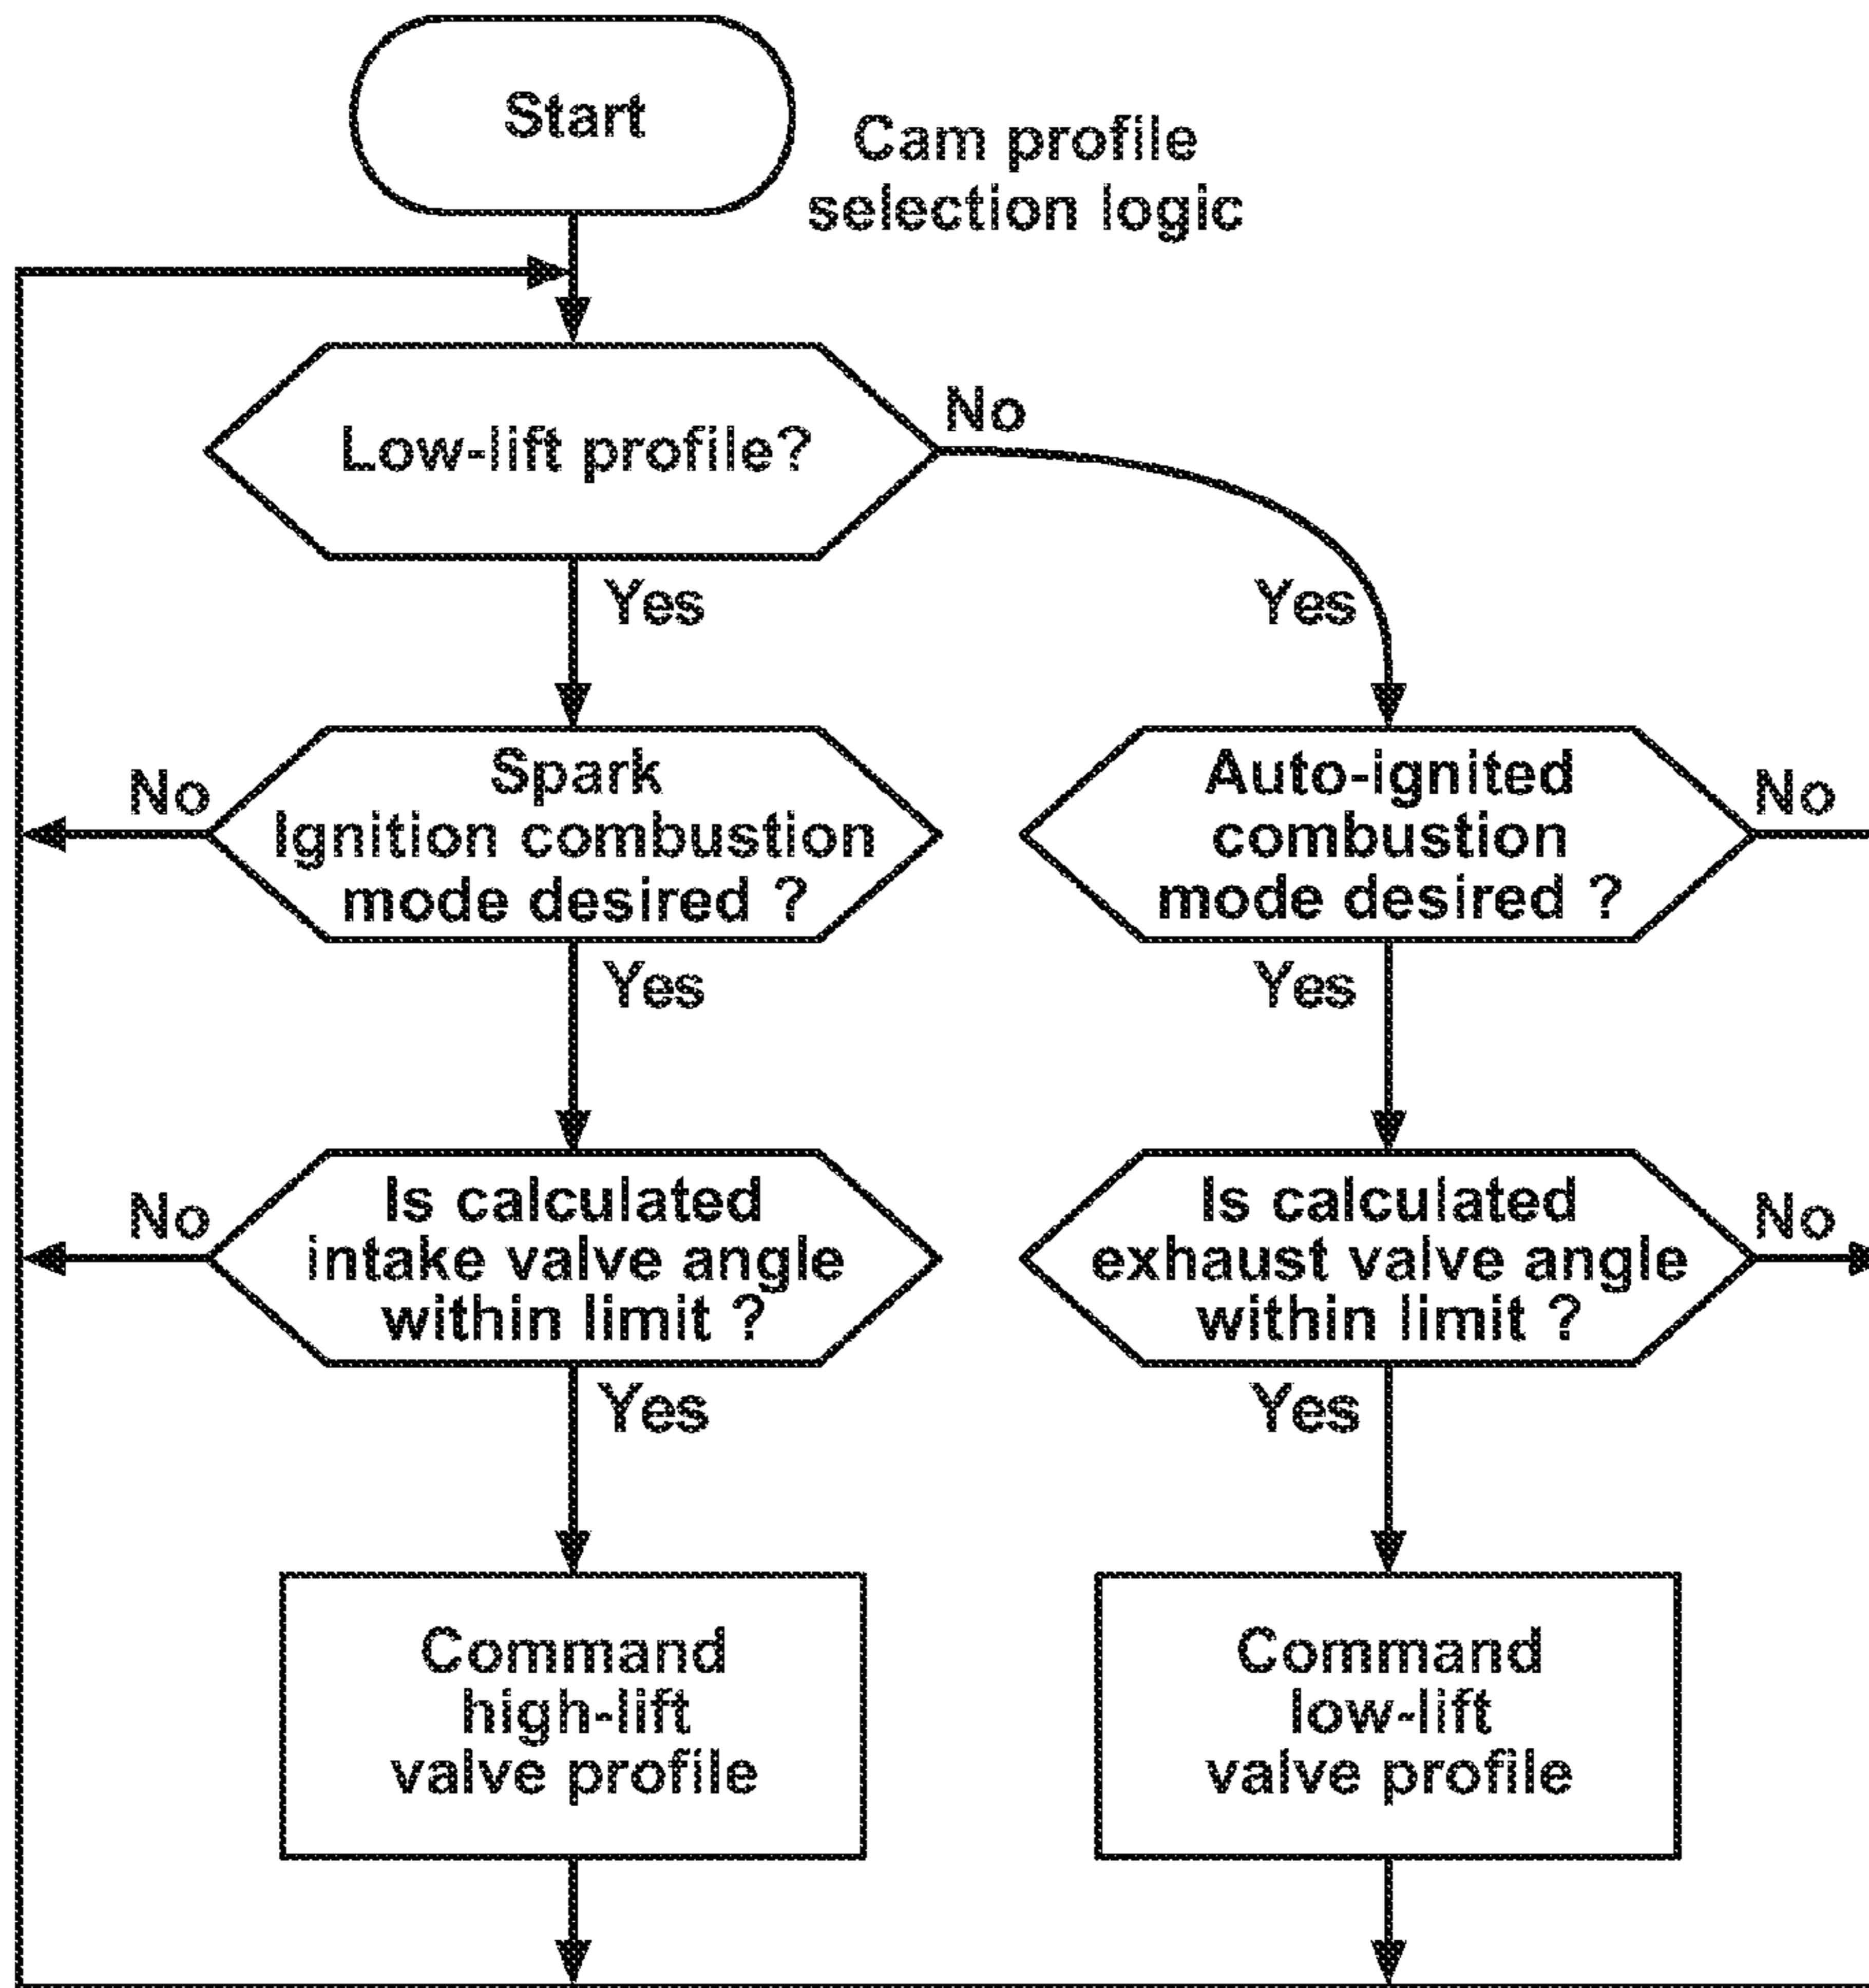 Start
Cam profile
selection logic
Low-lift profile?
No
Yes
Yes
No
Spark
Ignition combustion
mode desired ?
Auto-ignited
combustion
mode desired ?
No
Yes
Yes
No
Is calculated
intake valve angle
within limit ?
Is calculated
exhaust valve angle
within limit ?
No
Yes
Yes
Command
high-lift
valve profile
Command
low-lift
valve profile